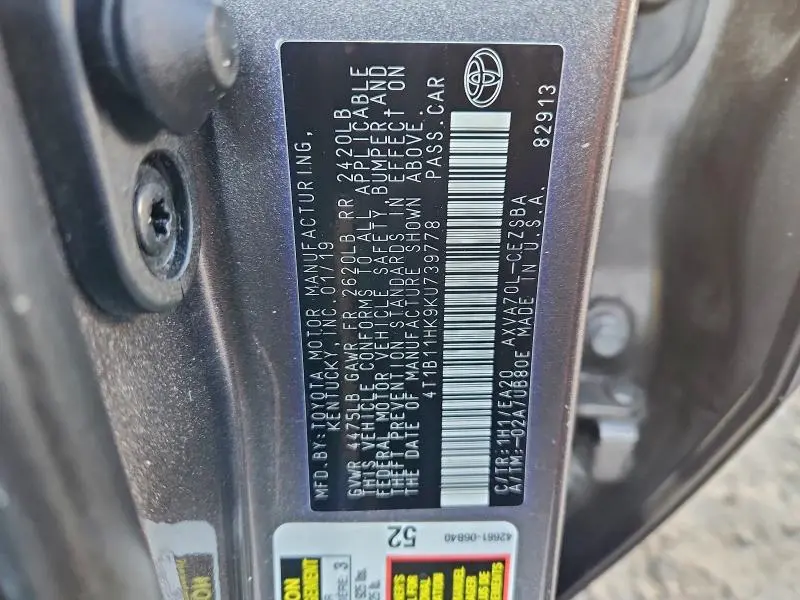 MFD.BY:TOYOTA MOTOR MANUFACTURING,
KENTUCKY, INC. 01/19
GVWR 4475LB GAWR FR 2620LB RR 2420LB
THIS VEHICLE CONFORMS TO ALL APPLICABLE
FEDERAL MOTOR VEHICLE SAFETY, BUMPER AND
THEFT PREVENTION STANDARDS IN EFFECT ON
THE DATE OF MANUFACTURE SHOWN ABOVE.
4T1B11HK9KU739778 PASS.CAR
C/TR: 1H1/EA20 AXVA70L-CEZSBA
A/TM:-02A/UB80E MADE IN U.S.A. 82913
52
42661-06B40